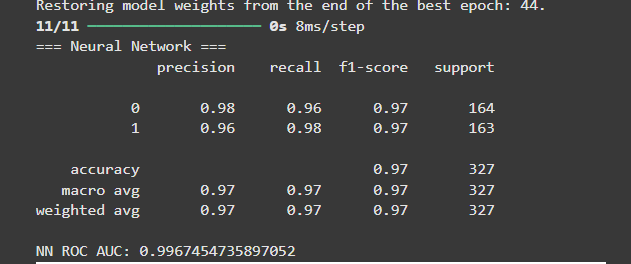 Restoring model weights from the end of the best epoch: 44.
11/11 ━━━━━━━━━━━━━━━━━━━━ 0s 8ms/step
=== Neural Network ===
precision recall f1-score support
0 0.98 0.96 0.97 164
1 0.96 0.98 0.97 163
accuracy 0.97 327
macro avg 0.97 0.97 0.97 327
weighted avg 0.97 0.97 0.97 327
NN ROC AUC: 0.9967454735897052